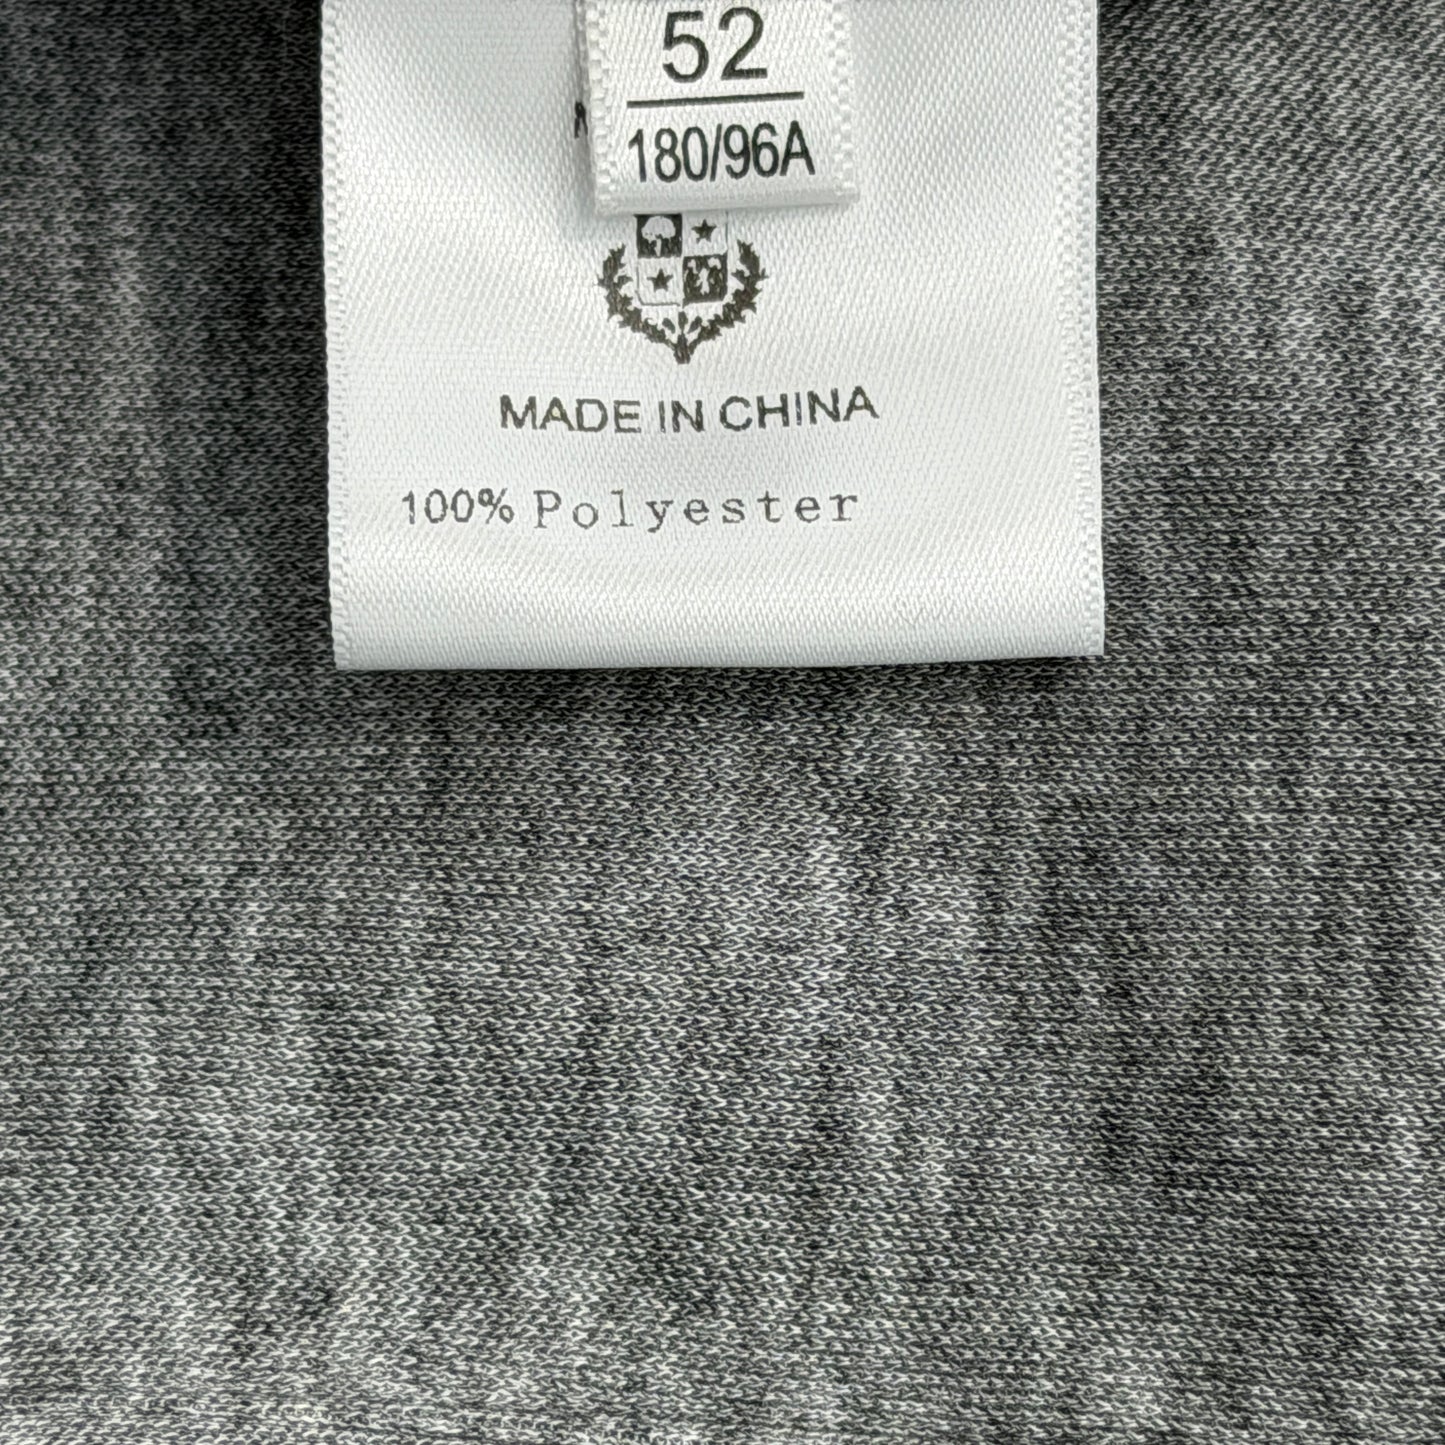 52
180/96A
MADE IN CHINA
100% Polyester